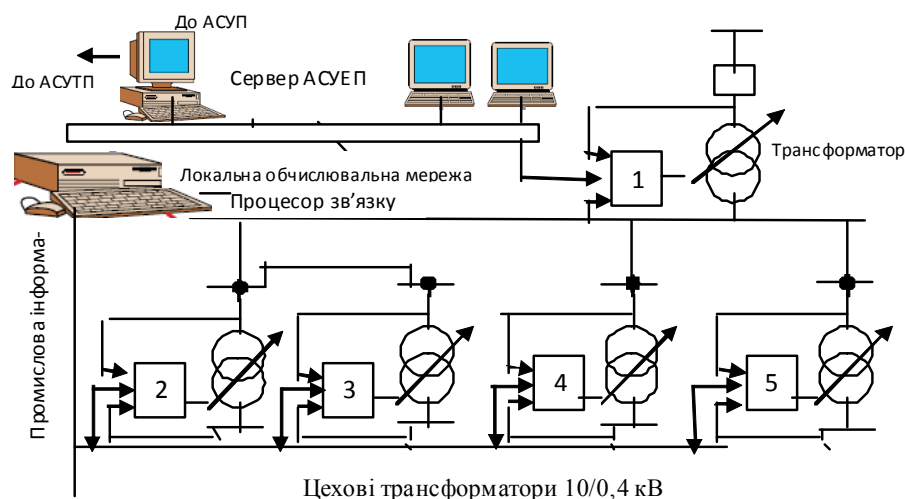 До АСУП
До АСУТП
Сервер АСУЕП
Локальна обчислювальна мережа
Процесор зв’язку
Трансформатор
1
Промислова інформа-
2
3
4
5
Цехові трансформатори 10/0,4 кВ